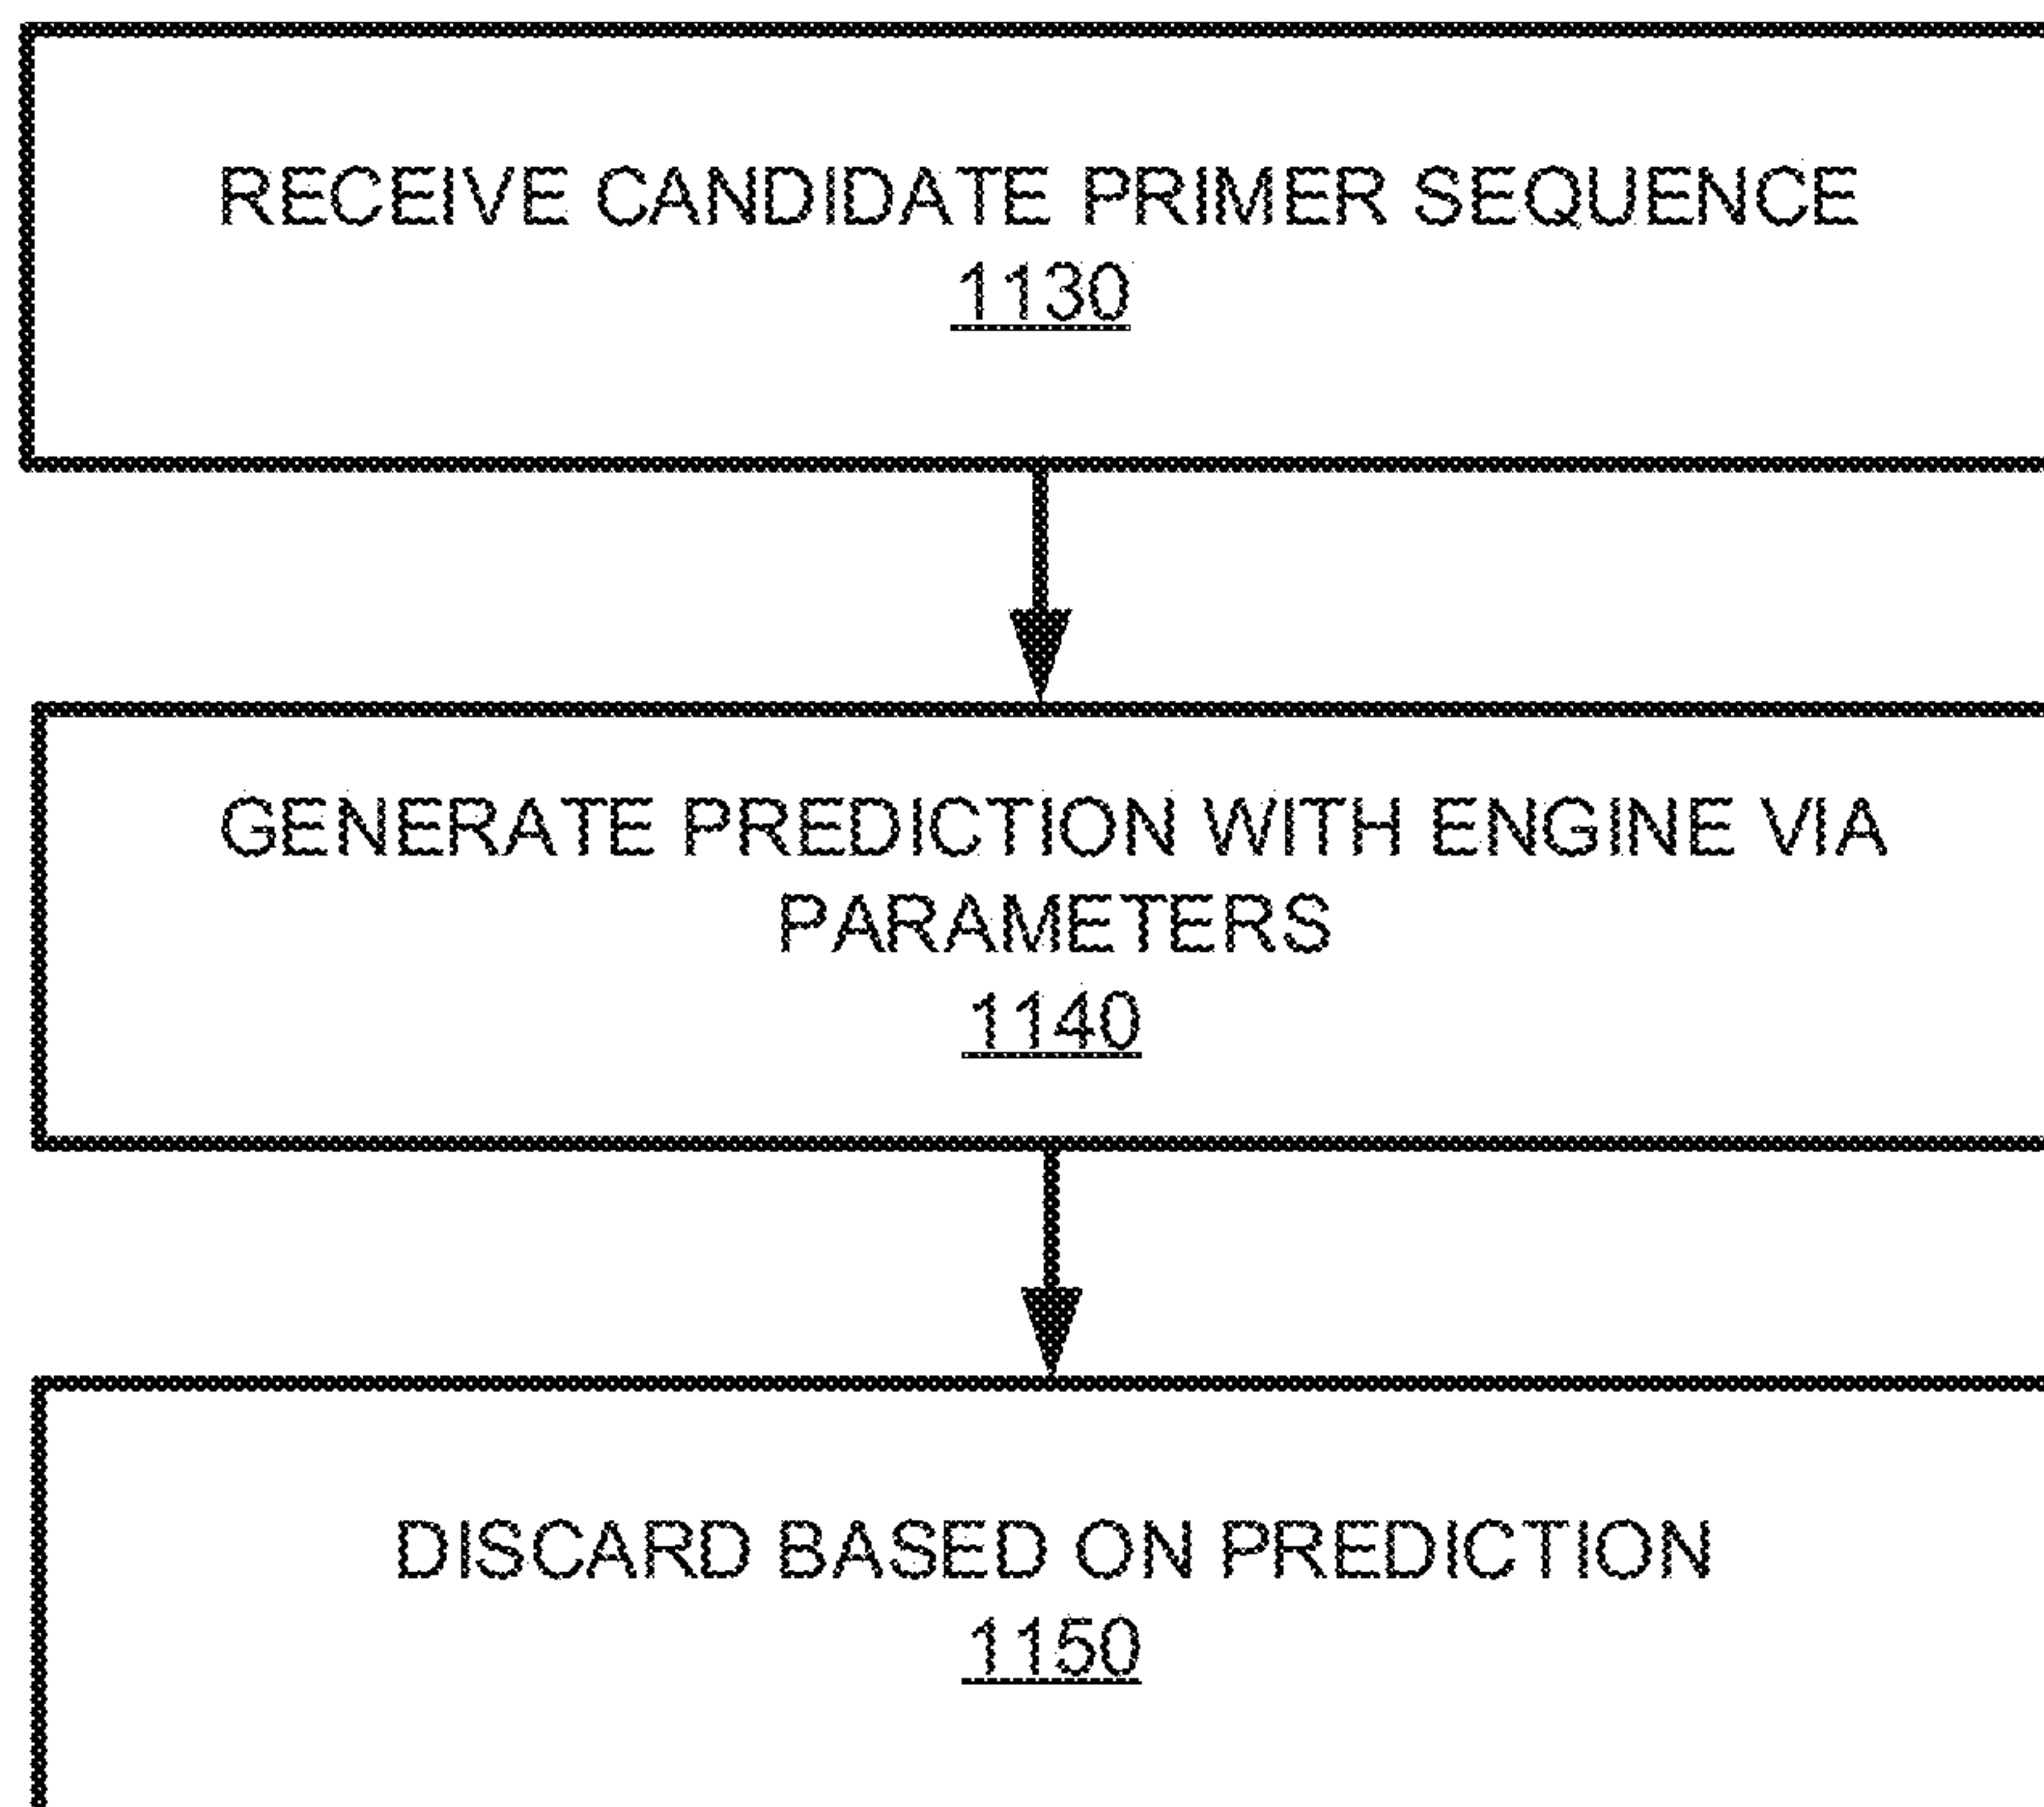 RECEIVE CANDIDATE PRIMER SEQUENCE
1130
GENERATE PREDICTION WITH ENGINE VIA
PARAMETERS
1140
DISCARD BASED ON PREDICTION
1150